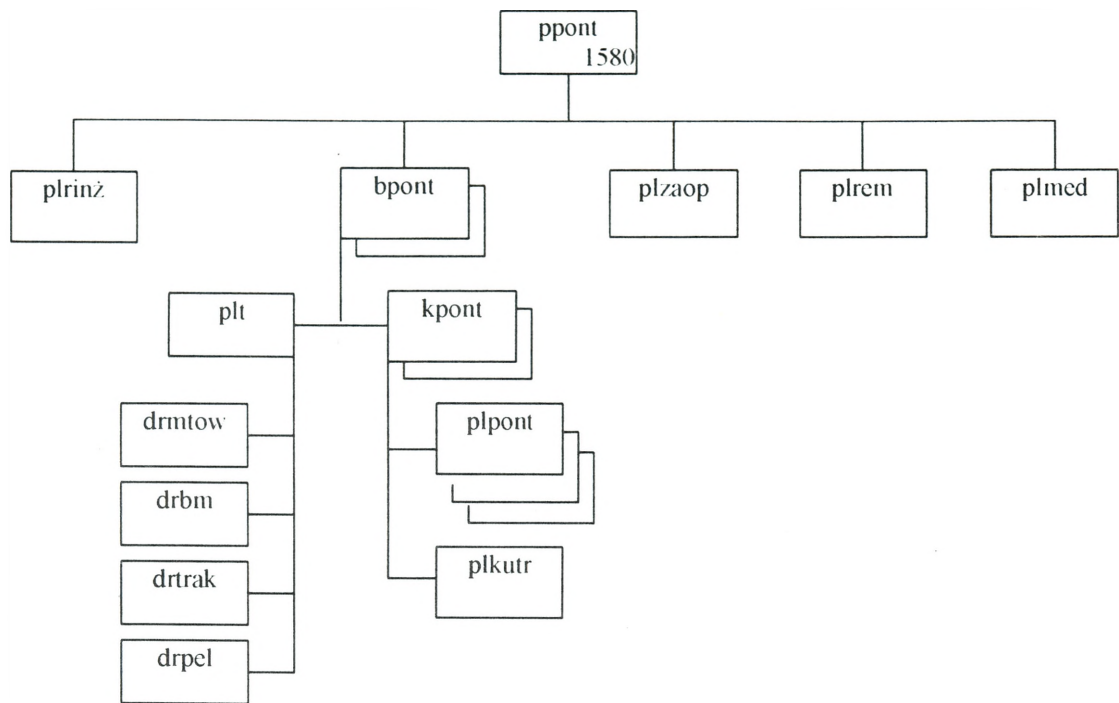 ppont
1580
plrinż
bpont
plzaop
plrem
plmed
plt
kpont
drmtow
plpont
drbm
plkutr
drtrak
drpel